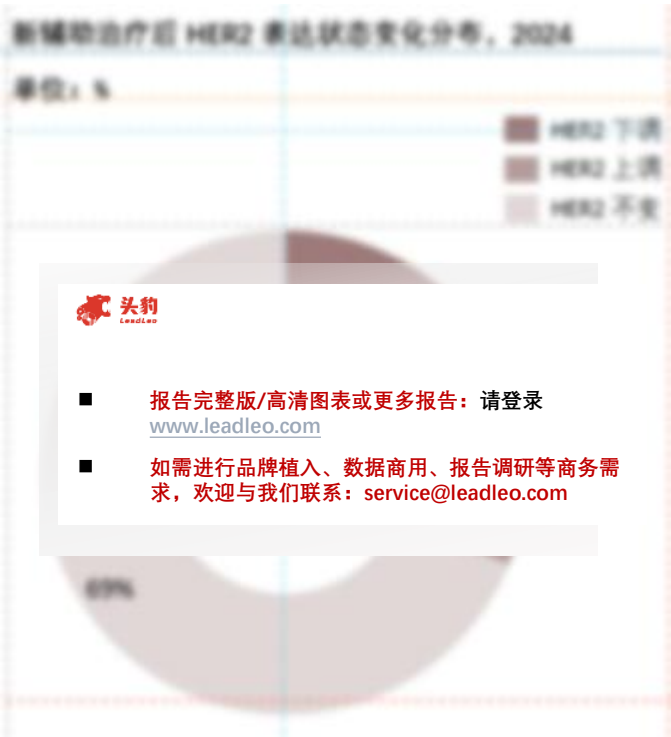 新辅助治疗后 HER2 表达状态变化分布，2024
单位：%
HER2 下调
HER2 上调
HER2 不变
头豹
LeadLeo
■ 报告完整版/高清图表或更多报告：请登录
www.leadleo.com
■ 如需进行品牌植入、数据商用、报告调研等商务需
求，欢迎与我们联系：service@leadleo.com
69%